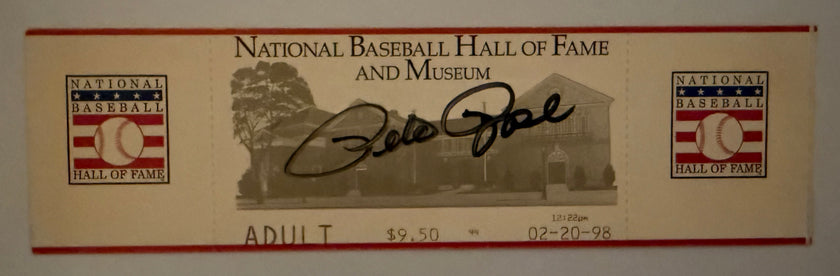 NATIONAL BASEBALL HALL OF FAME
AND MUSEUM
NATIONAL
BASEBALL
HALL OF FAME
Pete Rose
NATIONAL
BASEBALL
HALL OF FAME
12:22pm
ADULT $9.50 02-20-98